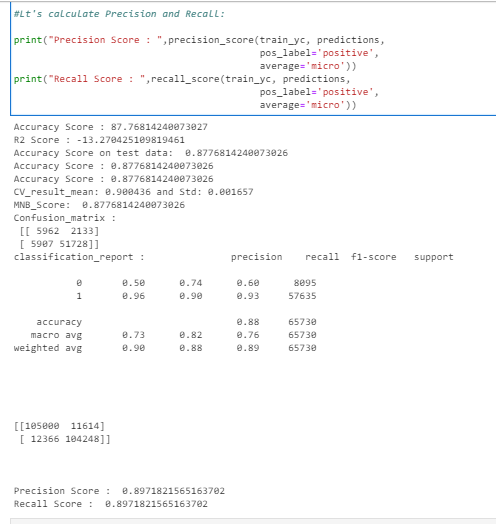 #Lt's calculate Precision and Recall:
print("Precision Score : ",precision_score(train_yc, predictions,
pos_label='positive',
average='micro'))
print("Recall Score : ",recall_score(train_yc, predictions,
pos_label='positive',
average='micro'))
Accuracy Score : 87.76814240073027
R2 Score : -13.270425109819461
Accuracy Score on test data:  0.8776814240073026
Accuracy Score : 0.8776814240073026
Accuracy Score : 0.8776814240073026
CV_result_mean: 0.900436 and Std: 0.001657
MNB_Score:  0.8776814240073026
Confusion_matrix :
[[ 5962  2133]
[ 5907 51728]]
classification_report :               precision    recall  f1-score   support
0       0.50      0.74      0.60      8095
1       0.96      0.90      0.93     57635
accuracy                           0.88     65730
macro avg       0.73      0.82      0.76     65730
weighted avg       0.90      0.88      0.89     65730
[[105000  11614]
[ 12366 104248]]
Precision Score :  0.8971821565163702
Recall Score :  0.8971821565163702